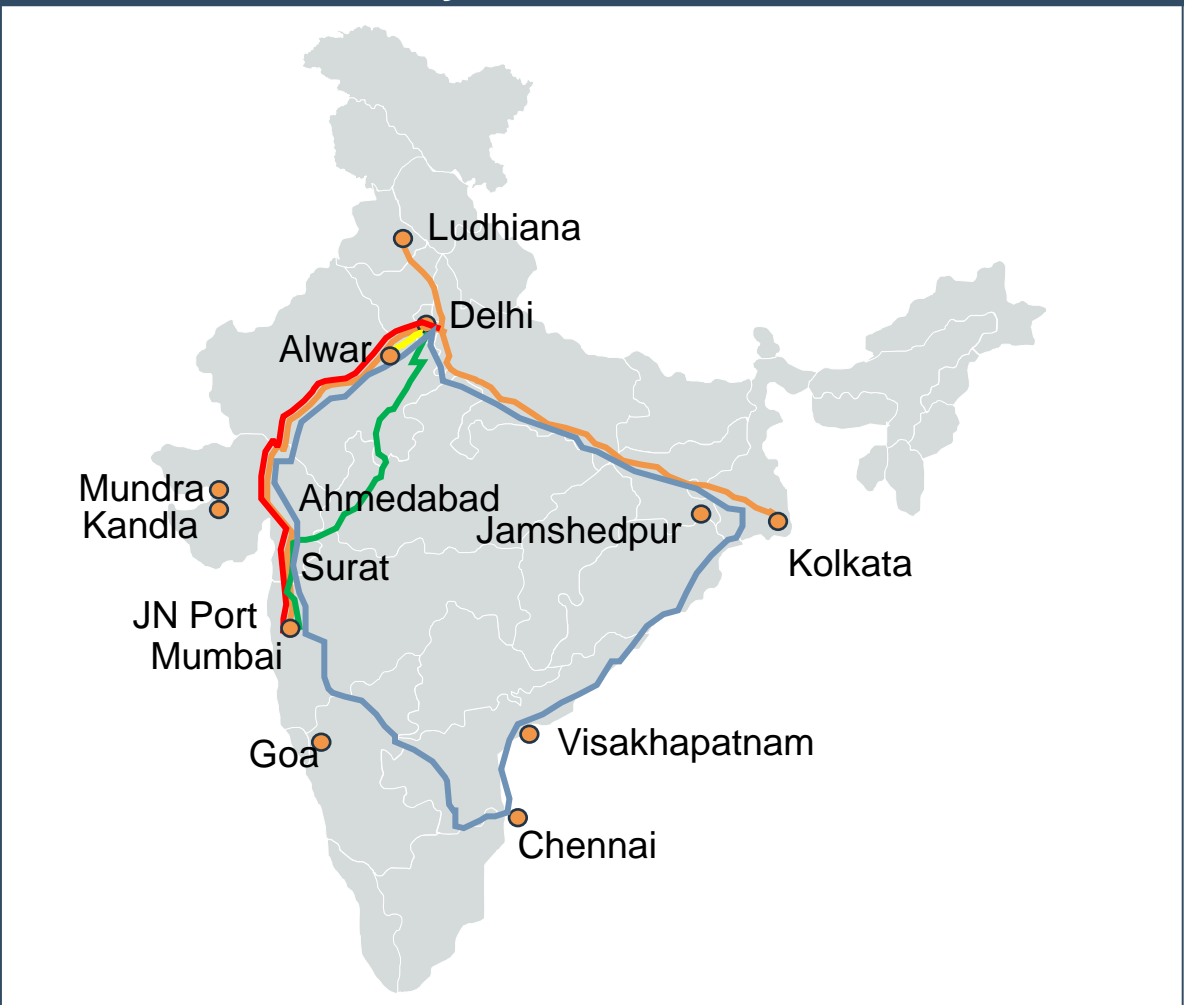 Ludhiana
Delhi
Alwar
Mundra
Ahmedabad
Kandla
Jamshedpur
Surat
Kolkata
JN Port
Mumbai
Goa
Visakhapatnam
Chennai